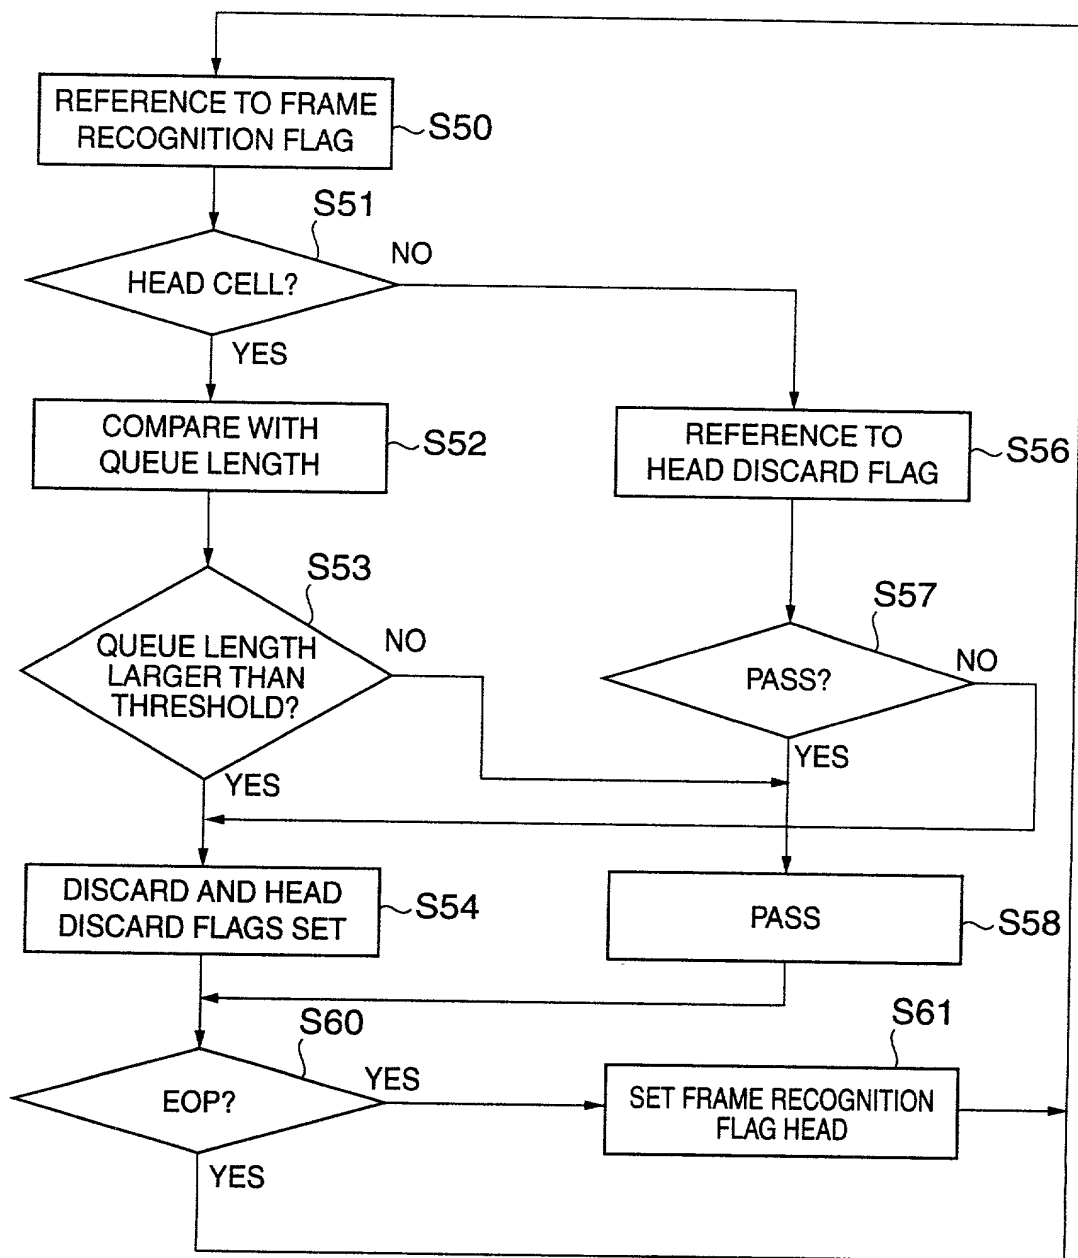 REFERENCE TO FRAME
RECOGNITION FLAG
S50
S51
HEAD CELL?
NO
YES
COMPARE WITH
QUEUE LENGTH
S52
REFERENCE TO
HEAD DISCARD FLAG
S56
S53
QUEUE LENGTH
LARGER THAN
THRESHOLD?
NO
YES
S57
PASS?
NO
YES
DISCARD AND HEAD
DISCARD FLAGS SET
S54
PASS
S58
S60
EOP?
YES
YES
S61
SET FRAME RECOGNITION
FLAG HEAD